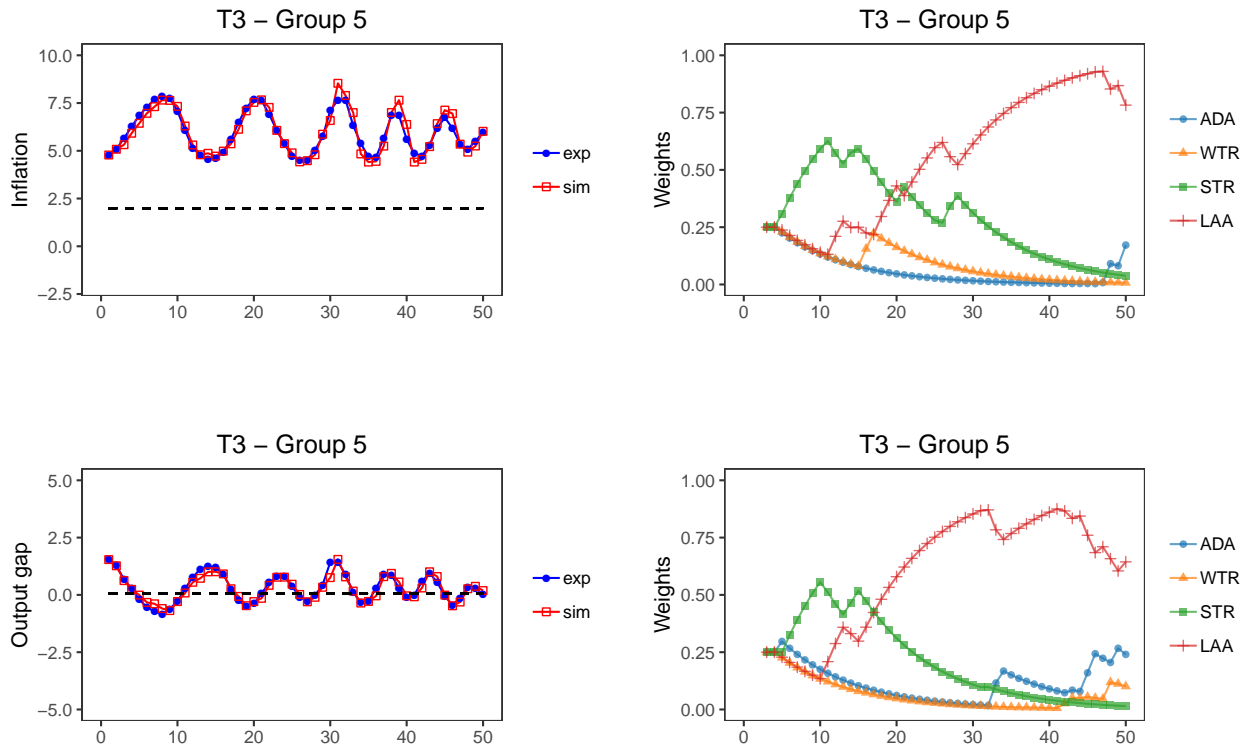 T3 – Group 5
Inflation
10.0
7.5
5.0
2.5
0.0
−2.5
0 10 20 30 40 50
exp
sim
T3 – Group 5
Weights
1.00
0.75
0.50
0.25
0.00
0 10 20 30 40 50
ADA
WTR
STR
LAA
T3 – Group 5
Output gap
5.0
2.5
0.0
−2.5
−5.0
0 10 20 30 40 50
exp
sim
T3 – Group 5
Weights
1.00
0.75
0.50
0.25
0.00
0 10 20 30 40 50
ADA
WTR
STR
LAA